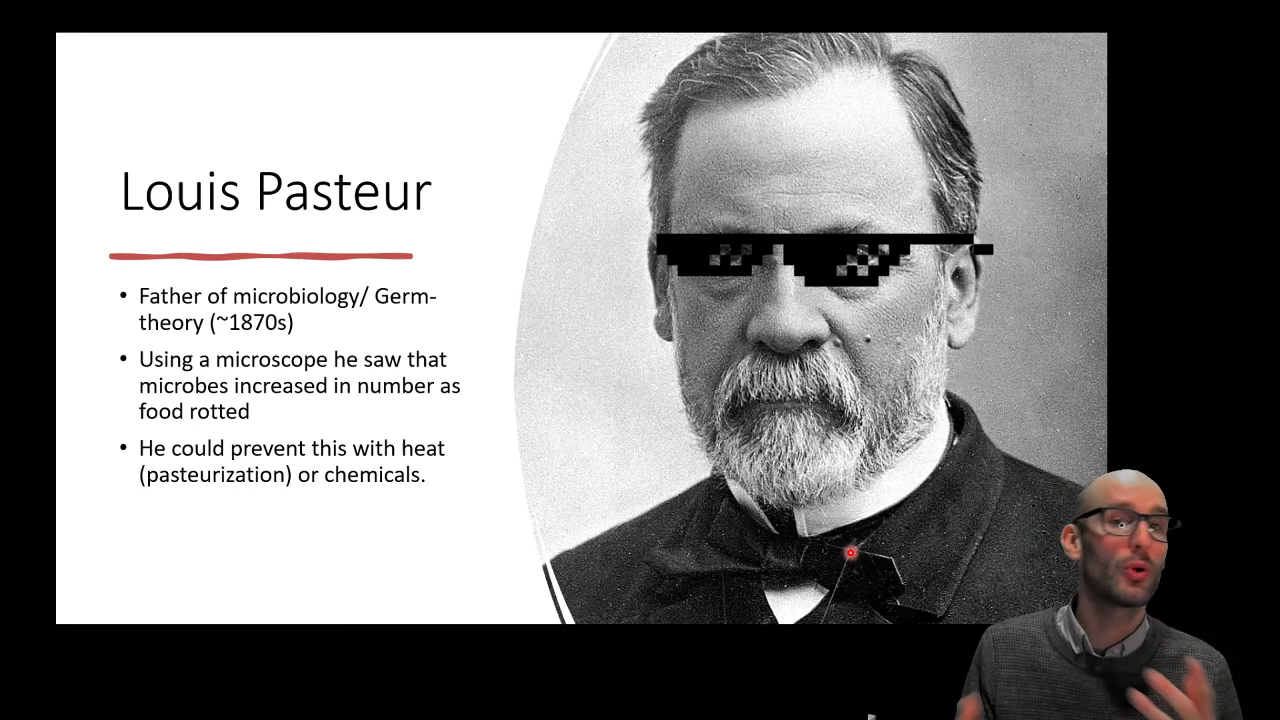 Louis Pasteur
• Father of microbiology/ Germ-
theory (~1870s)
• Using a microscope he saw that
microbes increased in number as
food rotted
• He could prevent this with heat
(pasteurization) or chemicals.